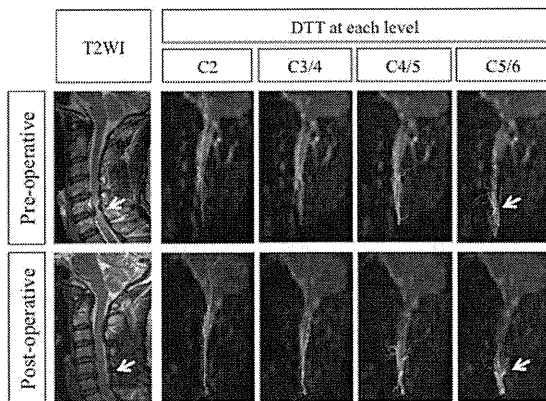 T2WI
DTT at each level
C2
C3/4
C4/5
C5/6
Pre-operative
Post-operative